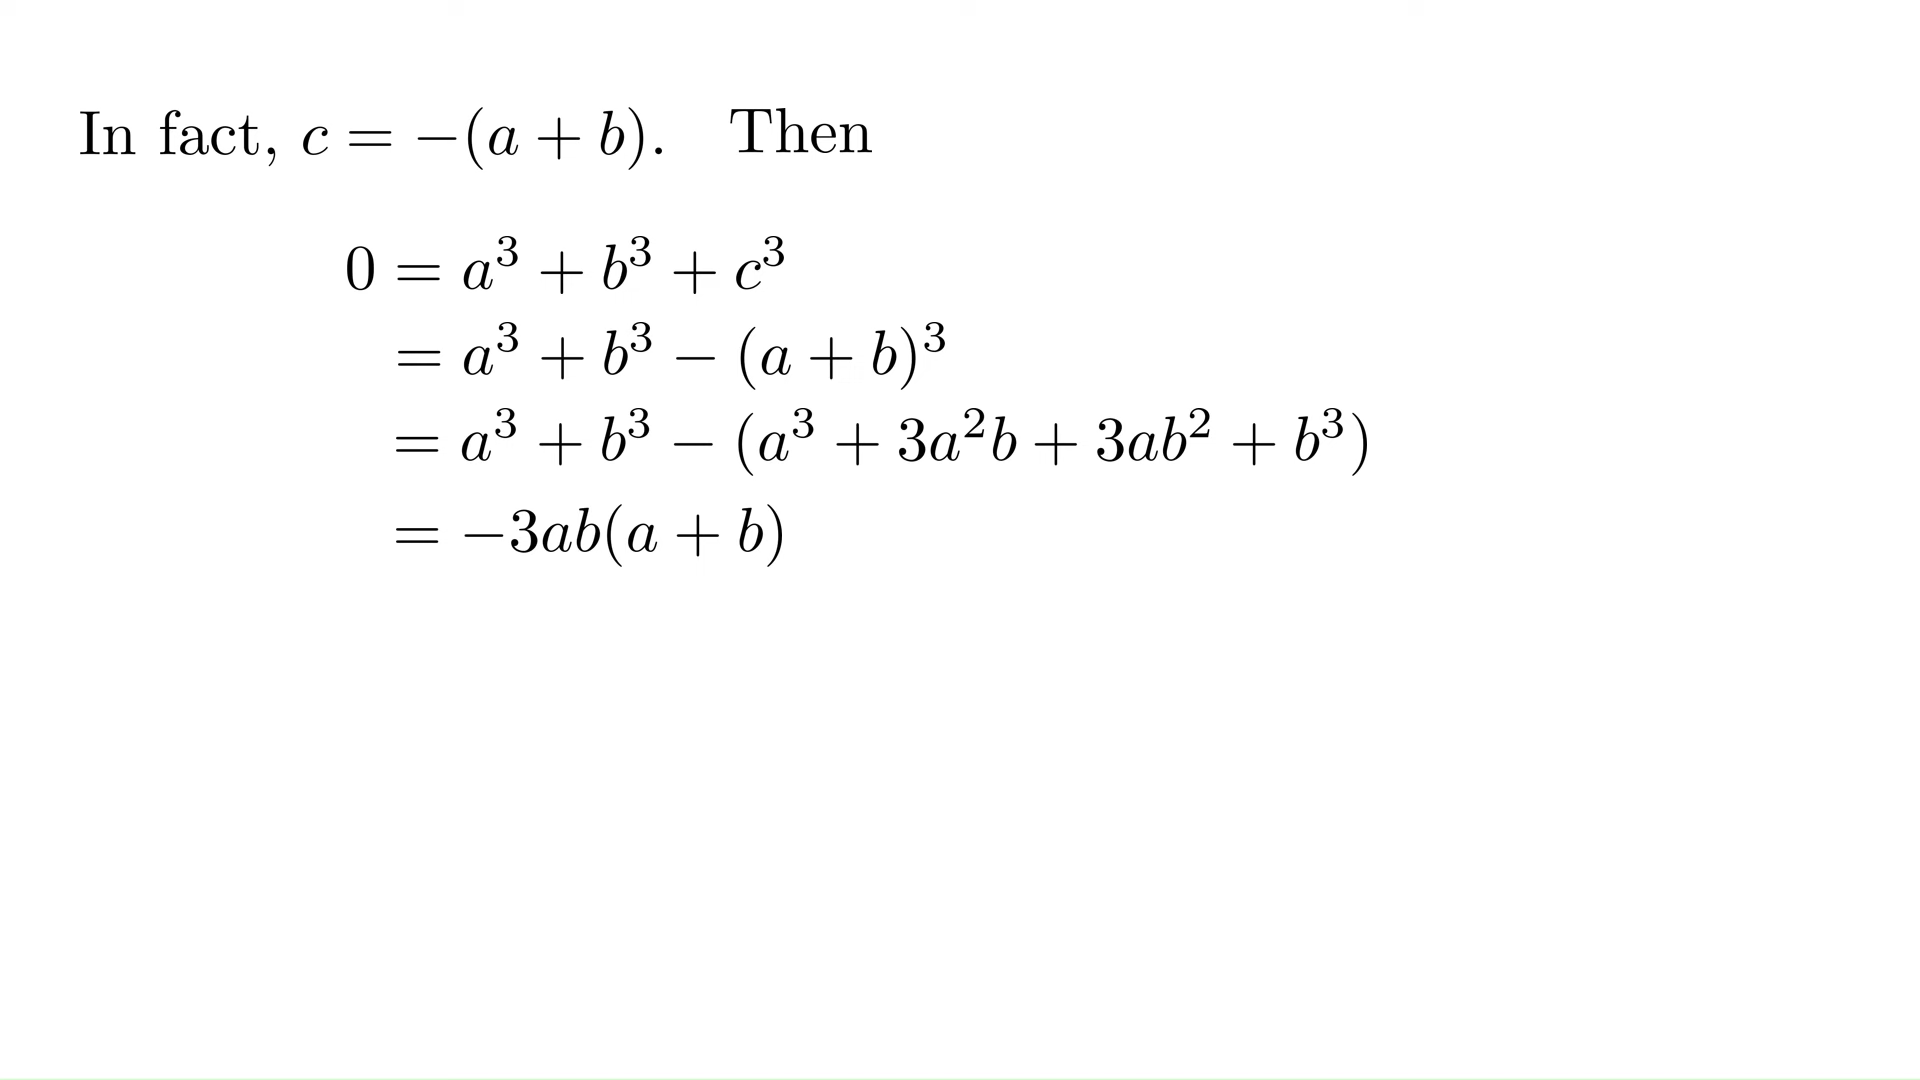 In fact, c = −(a + b). Then
0 = a³ + b³ + c³
= a³ + b³ − (a + b)³
= a³ + b³ − (a³ + 3a²b + 3ab² + b³)
= −3ab(a + b)